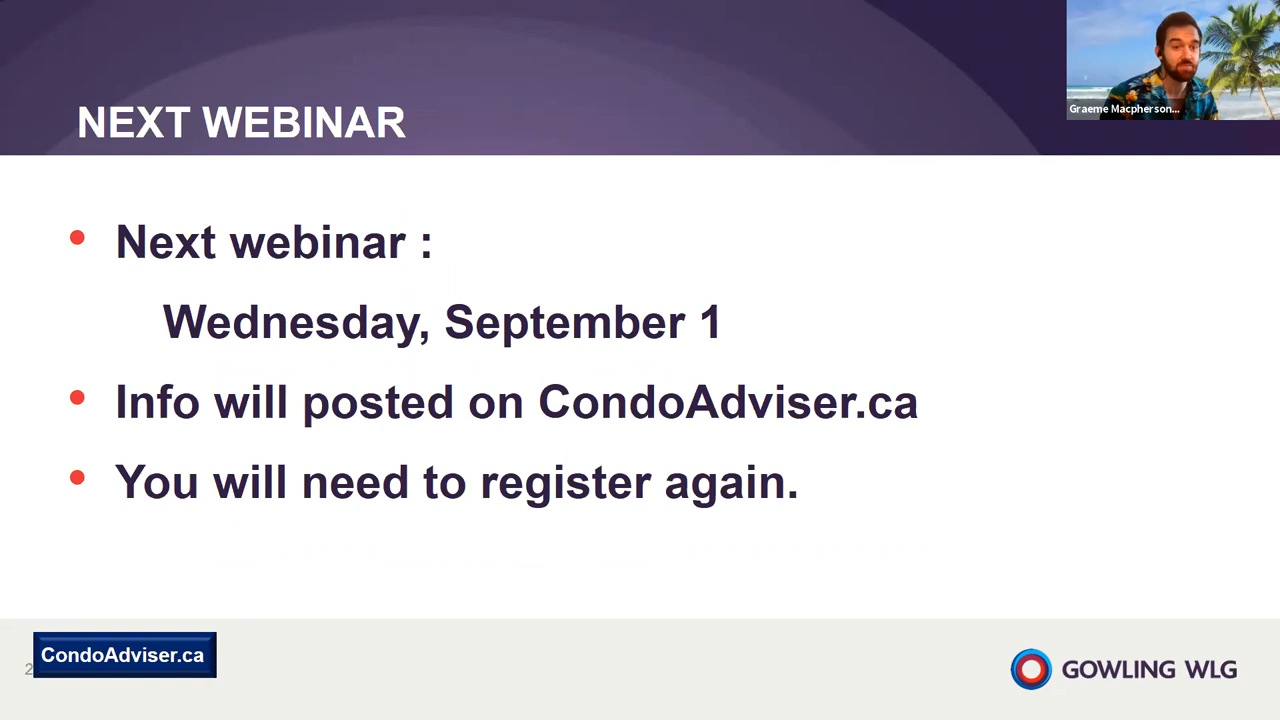 NEXT WEBINAR
Graeme Macpherson...
• Next webinar :
Wednesday, September 1
• Info will posted on CondoAdviser.ca
• You will need to register again.
2
CondoAdviser.ca
GOWLING WLG